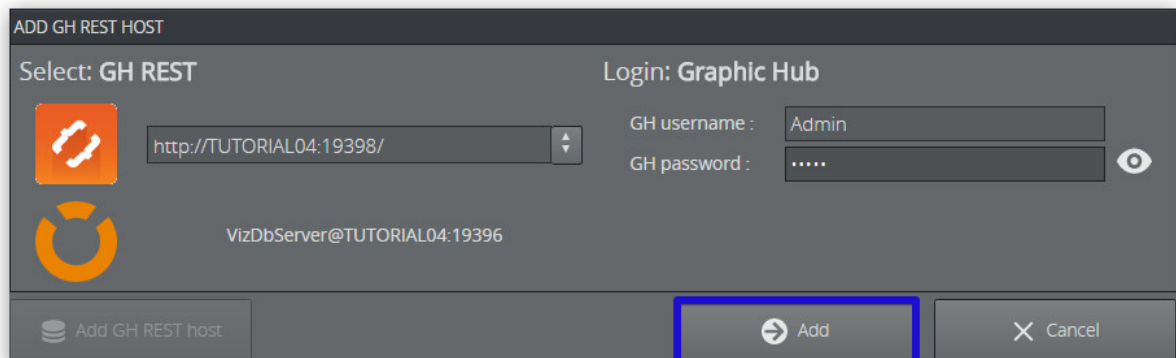 ADD GH REST HOST
Select: GH REST
Login: Graphic Hub
http://TUTORIAL04:19398/
GH username :
Admin
GH password :
•••••
VizDbServer@TUTORIAL04:19396
Add GH REST host
Add
Cancel